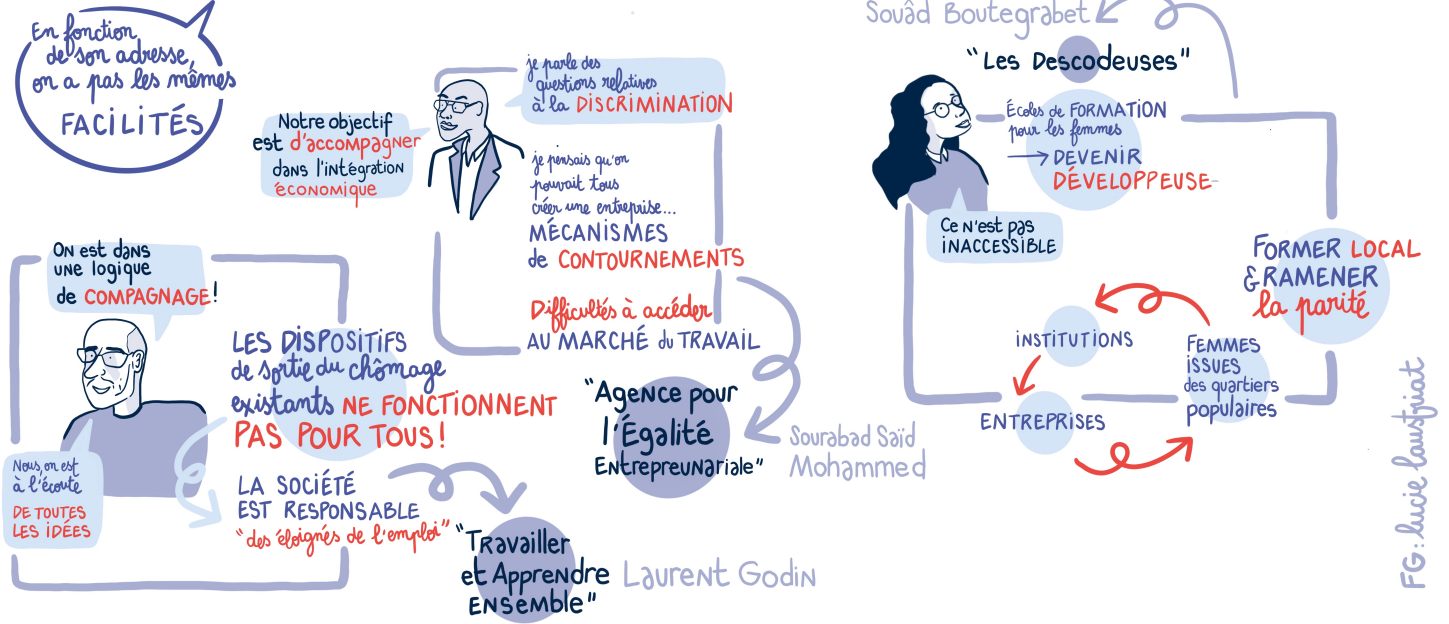 En fonction
de son adresse,
on a pas les mêmes
FACILITÉS
Notre objectif
est d'accompagner
dans l'intégration
économique
je parle des
questions relatives
à la DISCRIMINATION
je pensais qu'on
pouvait tous
créer une entreprise...
MÉCANISMES
de CONTOURNEMENTS
Difficultés à accéder
AU MARCHÉ du TRAVAIL
"Agence pour
l'Égalité
ENTREPREUNARIALE"
Sourabad Saïd
Mohammed
On est dans
une logique
de COMPAGNAGE!
LES DISPOSITIFS
de sortie du chômage
existants NE FONCTIONNENT
PAS POUR TOUS!
Nous, on est
à l'écoute
DE TOUTES
LES IDÉES
LA SOCIÉTÉ
EST RESPONSABLE
"des éloignés de l'emploi"
"Travailler
et Apprendre
ENSEMBLE"
Laurent Godin
Souâd Boutegrabet
"Les Descodeuses"
Écoles de FORMATION
pour les femmes
DEVENIR
DÉVELOPPEUSE
Ce n'est pas
INACCESSIBLE
FORMER LOCAL
& RAMENER
la parité
INSTITUTIONS
FEMMES
ISSUES
des quartiers
populaires
ENTREPRISES
FG: lucie laustriat